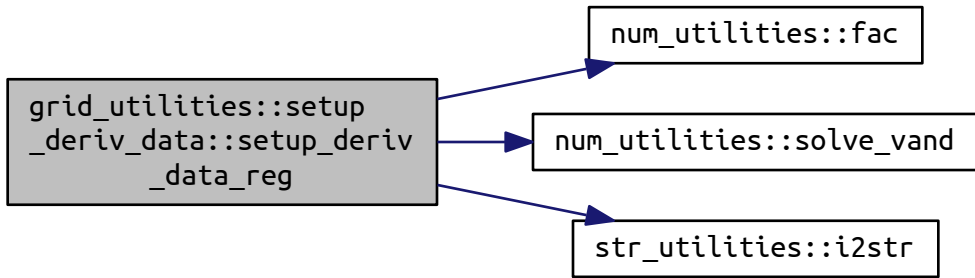 num_utilities::fac
grid_utilities::setup
_deriv_data::setup_deriv
_data_reg
num_utilities::solve_vand
str_utilities::i2str